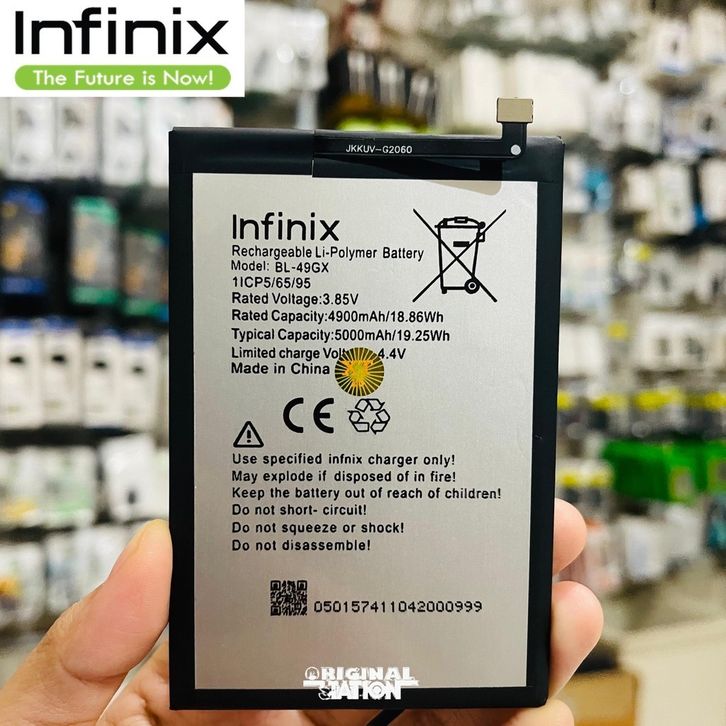 Infinix
The Future is Now!
JKKUV-G2060
Infinix
Rechargeable Li-Polymer Battery
Model: BL-49GX
1ICP5/65/95
Rated Voltage:3.85V
Rated Capacity:4900mAh/18.86Wh
Typical Capacity:5000mAh/19.25Wh
Limited charge 4.4V
Made in China
CE
Use specified infnix charger only!
May explode if disposed of in fire!
Keep the battery out of reach of children!
Do not short- circuit!
Do not squeeze or shock!
Do not disassemble!
050157411042000999
ORIGINAL
STATION